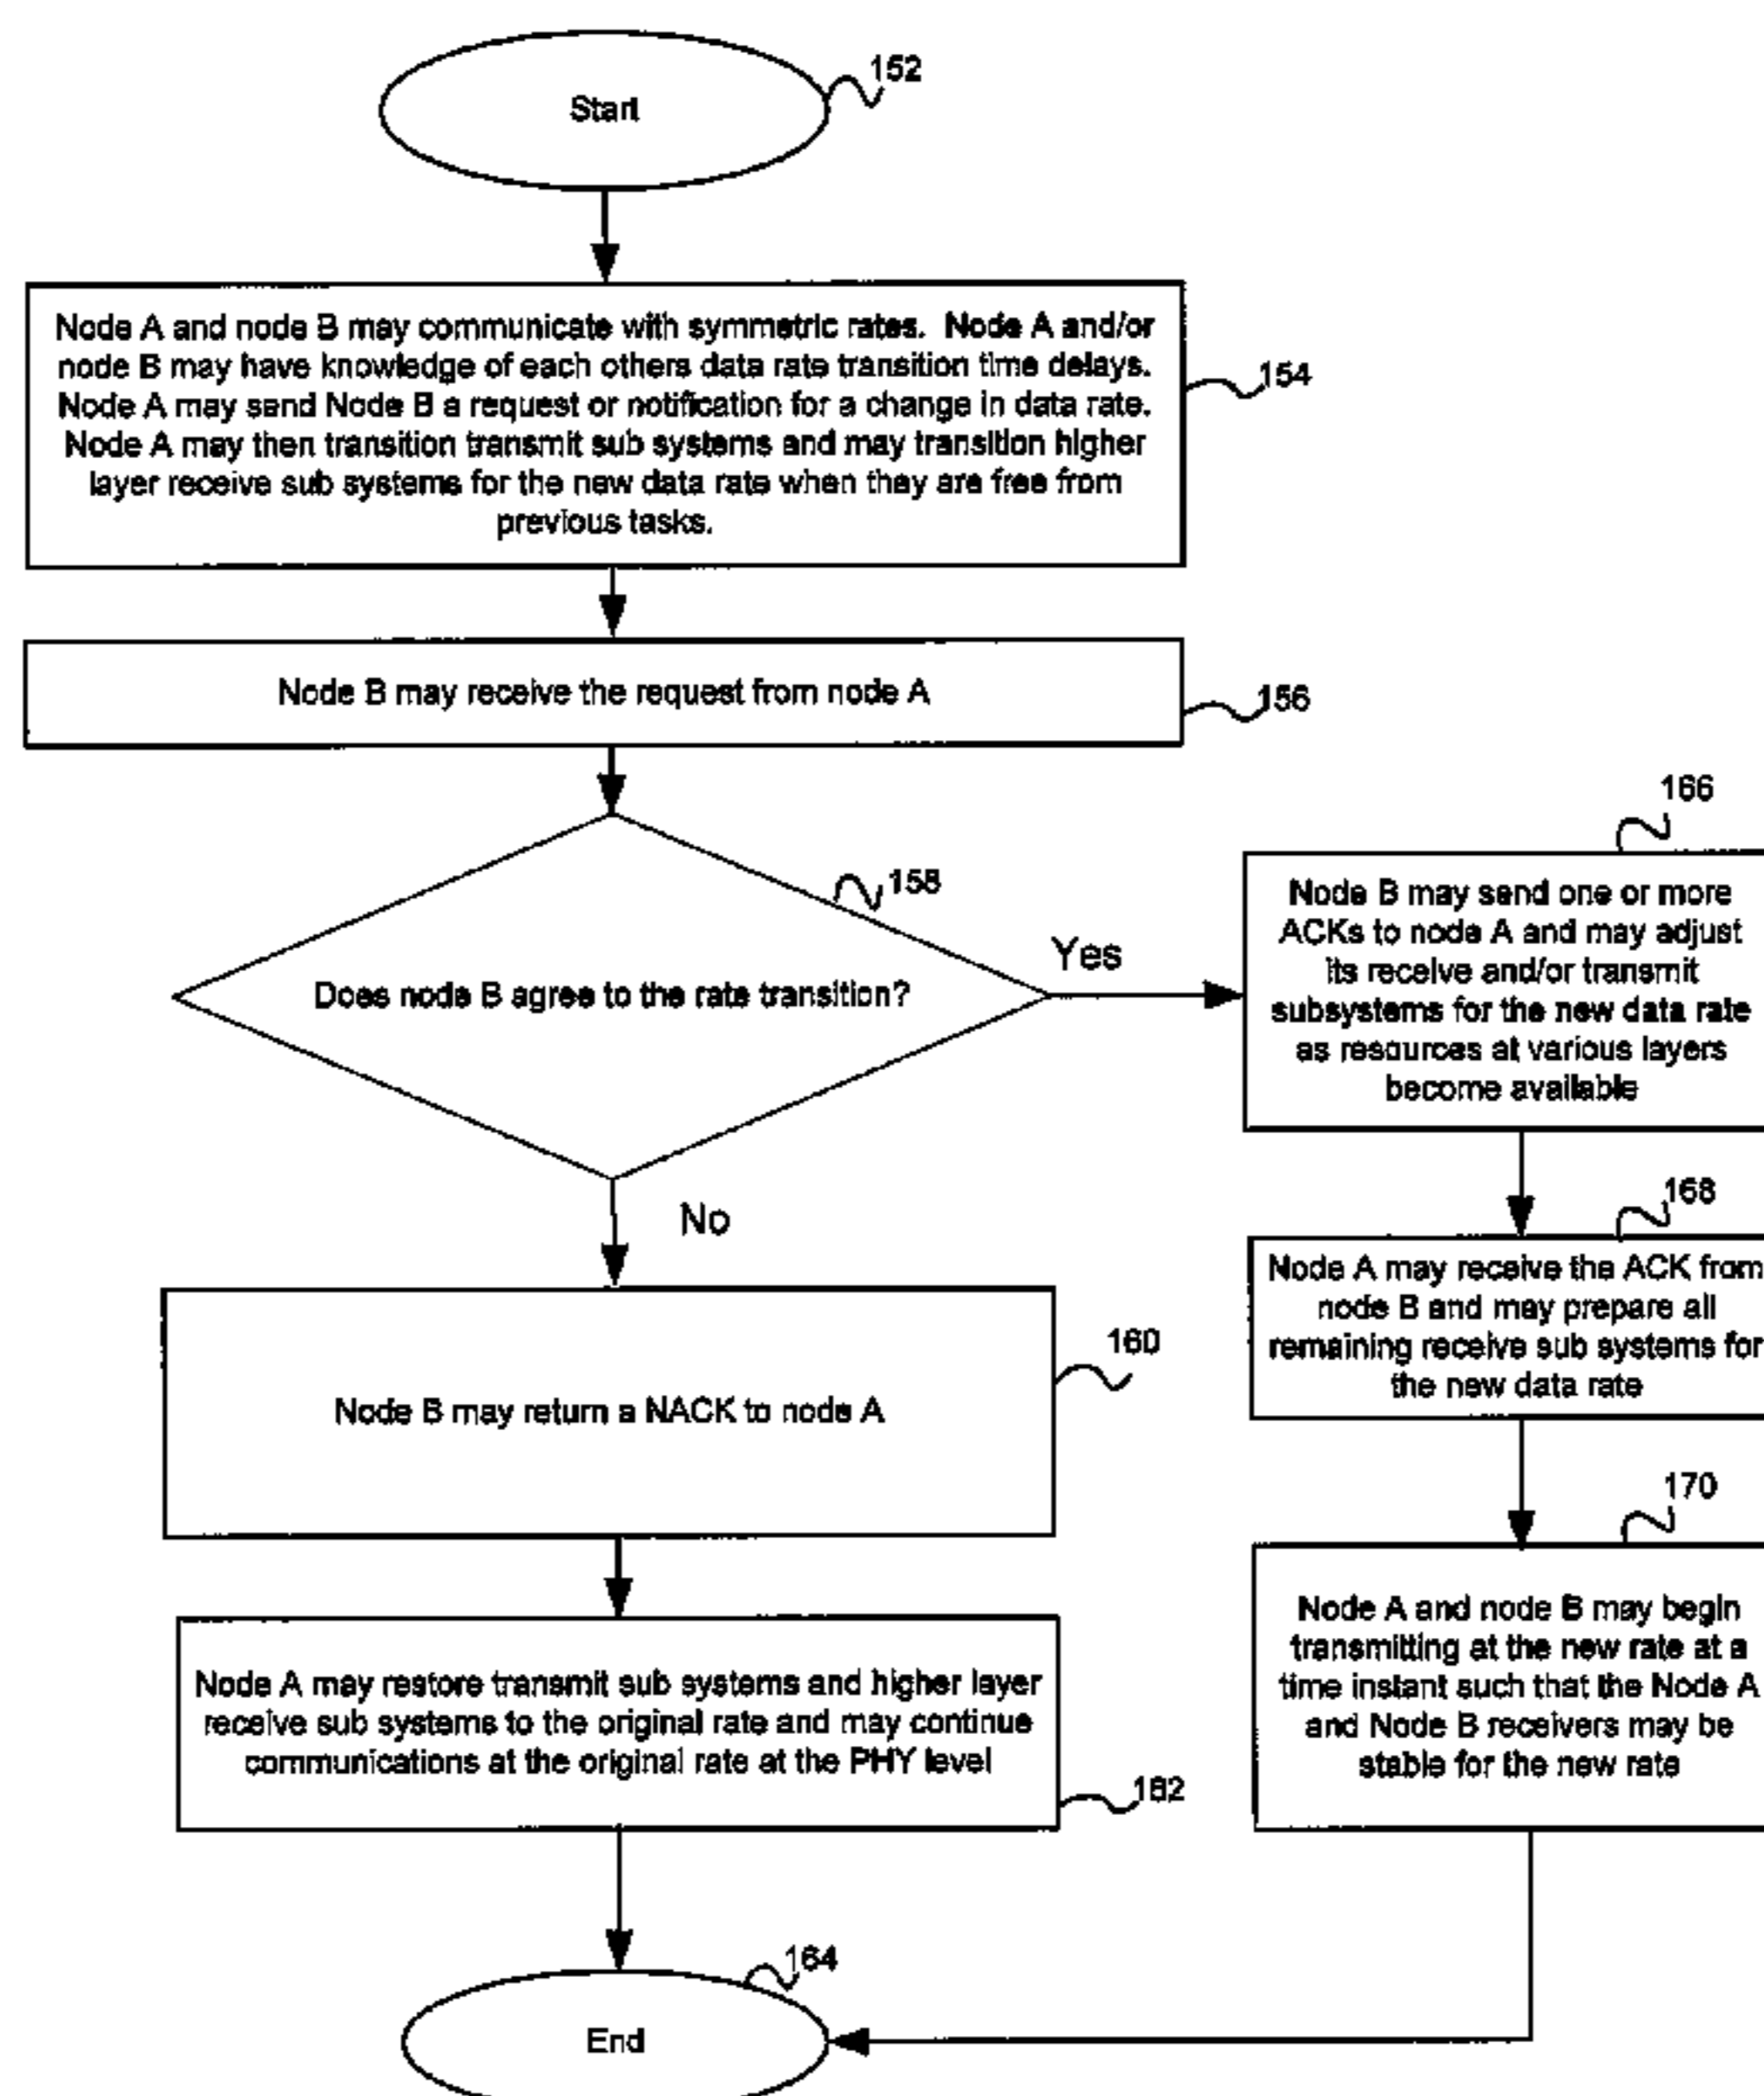 152
Start
Node A and node B may communicate with symmetric rates. Node A and/or
node B may have knowledge of each others data rate transition time delays.
Node A may send Node B a request or notification for a change in data rate.
Node A may then transition transmit sub systems and may transition higher
layer receive sub systems for the new data rate when they are free from
previous tasks.
154
Node B may receive the request from node A
156
158
Does node B agree to the rate transition?
Yes
No
166
Node B may send one or more
ACKs to node A and may adjust
its receive and/or transmit
subsystems for the new data rate
as resources at various layers
become available
168
Node A may receive the ACK from
node B and may prepare all
remaining receive sub systems for
the new data rate
160
Node B may return a NACK to node A
170
Node A and node B may begin
transmitting at the new rate at a
time instant such that the Node A
and Node B receivers may be
stable for the new rate
Node A may restore transmit sub systems and higher layer
receive sub systems to the original rate and may continue
communications at the original rate at the PHY level
162
164
End